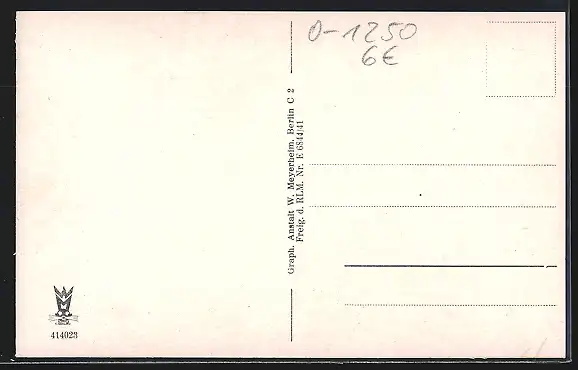 0-1250
6€
Graph. Anstalt W. Meyerheim, Berlin C 2
Freig. d. RLM. Nr. E 6844/41
414023